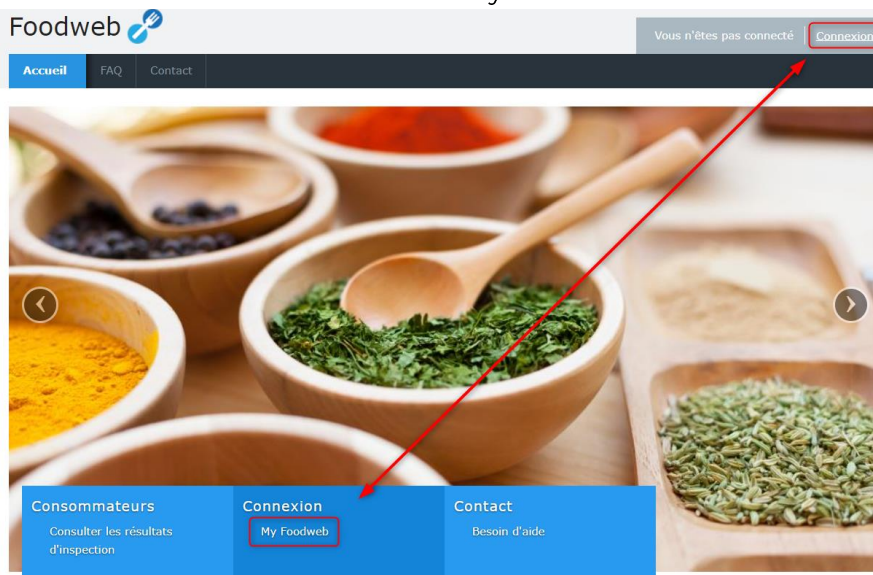 Foodweb
Vous n'êtes pas connecté
Connexion
Accueil
FAQ
Contact
Consommateurs
Consulter les résultats
d'inspection
Connexion
My Foodweb
Contact
Besoin d'aide